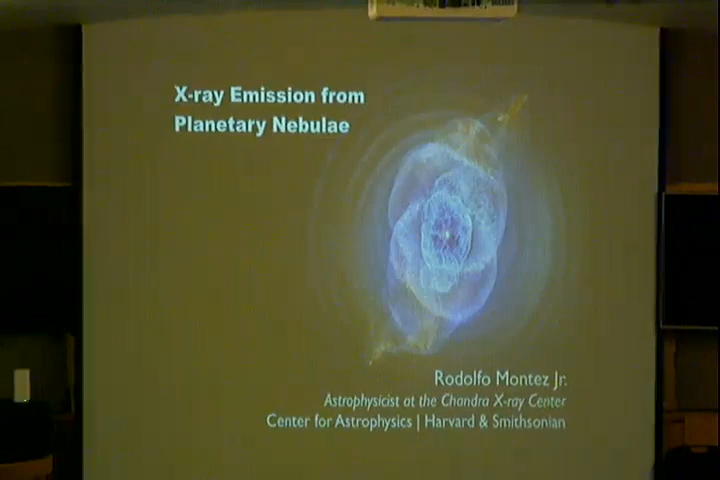 X-ray Emission from
Planetary Nebulae
Rodolfo Montez Jr.
Astrophysicist at the Chandra X-ray Center
Center for Astrophysics | Harvard & Smithsonian